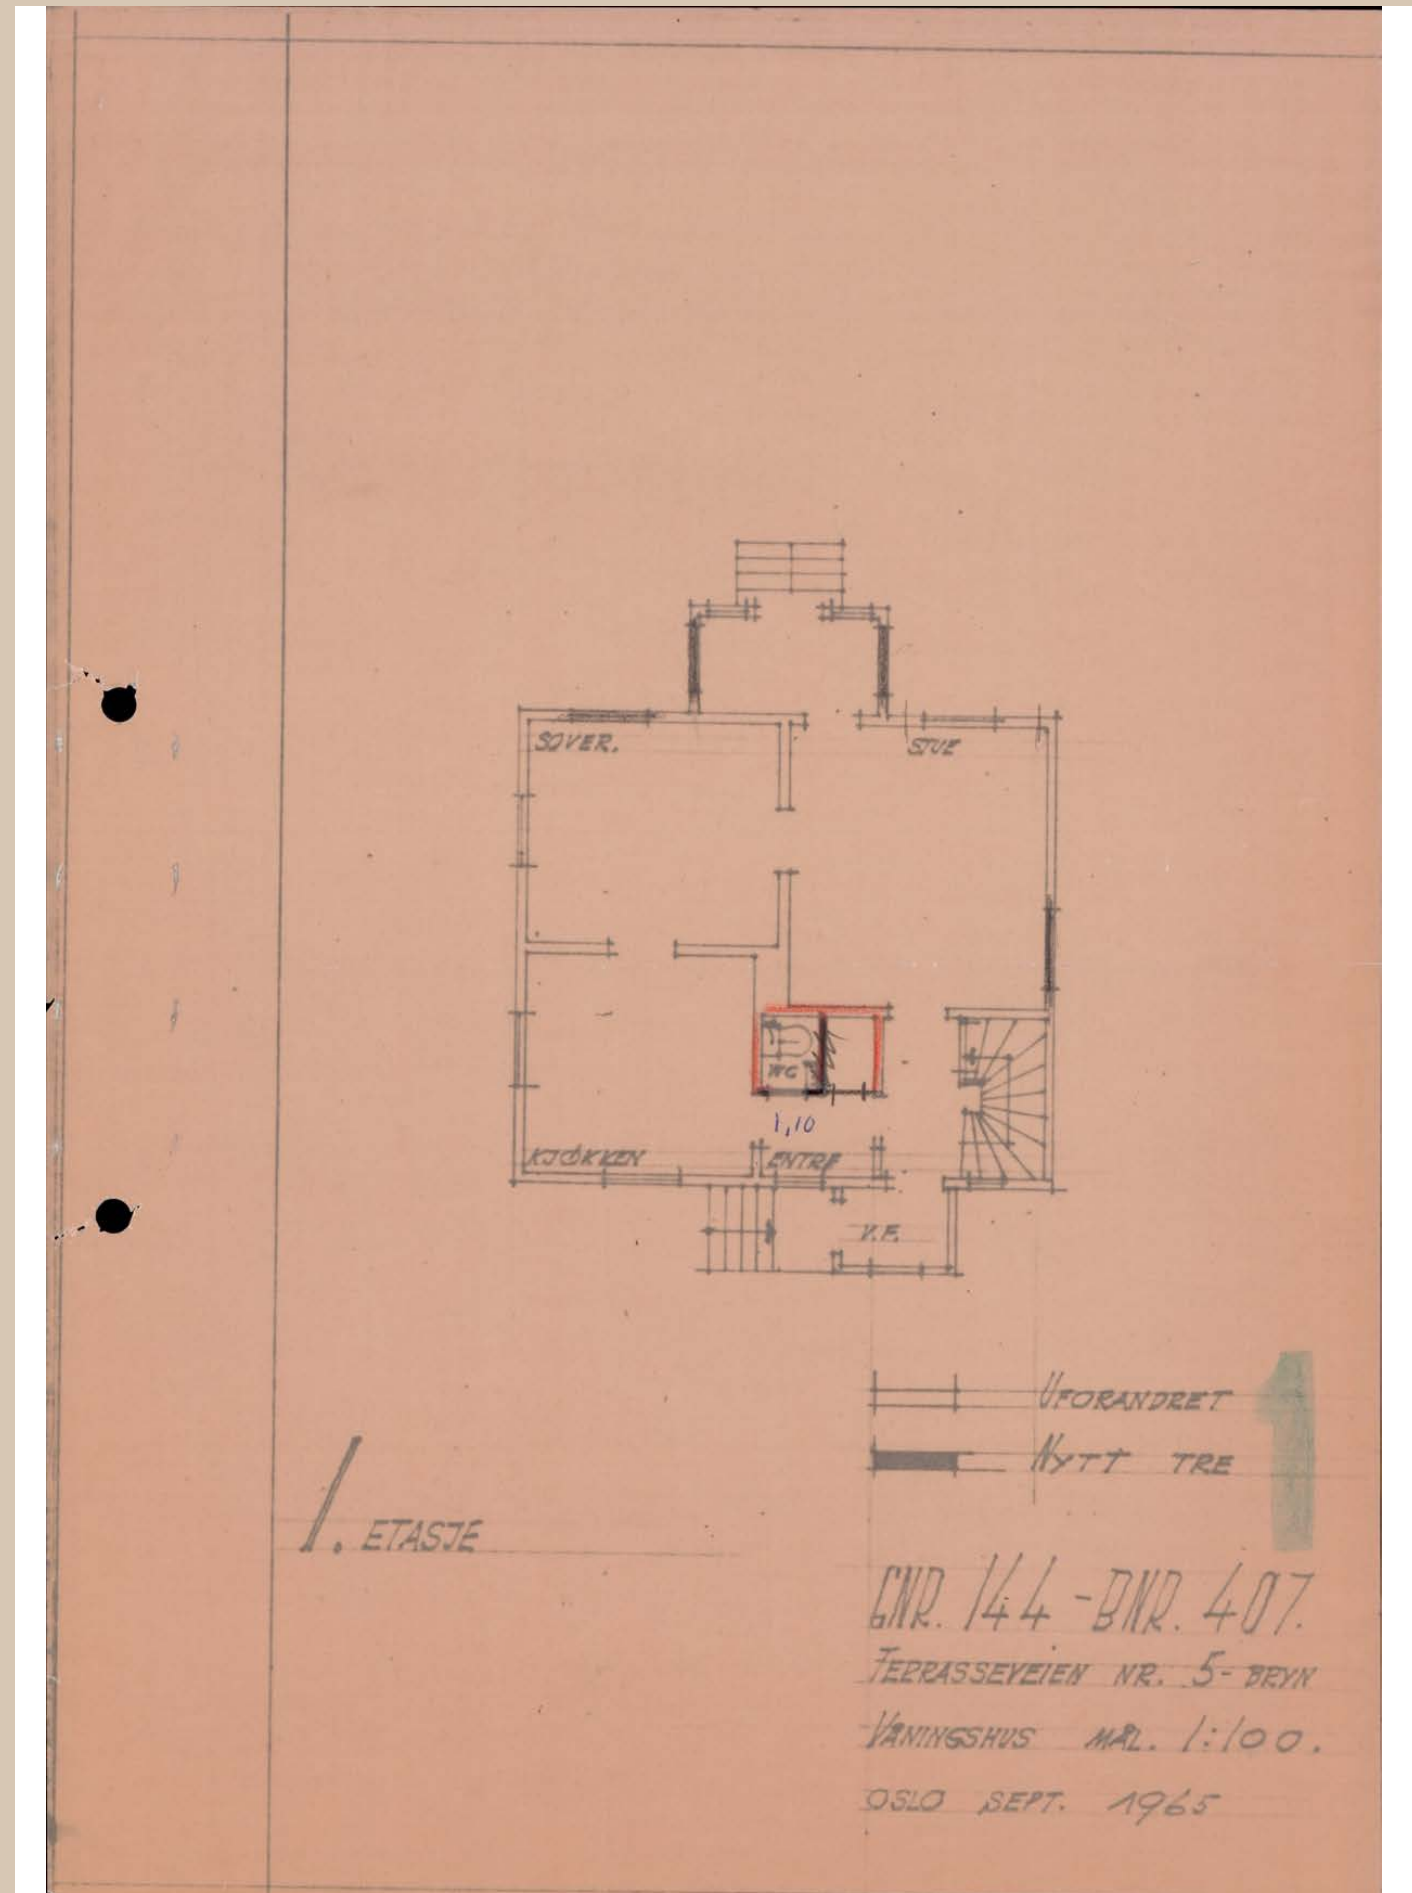 SOVER.
STUE
WC
1,10
KJØKKEN
ENTRE
V.F.
UFORANDRET
1
NYTT TRE
1. ETASJE
GNR. 144 - BNR. 407.
TERRASSEVEIEN NR. 5 - BRYN
VÅNINGSHUS MÅL. 1:100.
OSLO SEPT. 1965